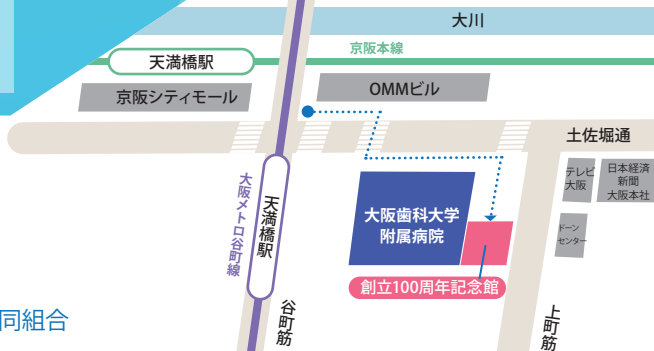 大川
京阪本線
天満橋駅
京阪シティモール
OMMビル
土佐堀通
テレビ
大阪
日本経済
新聞
大阪本社
大阪メトロ谷町線
天満橋駅
大阪歯科大学
附属病院
ドーン
センター
創立100周年記念館
同組合
谷町筋
上町筋